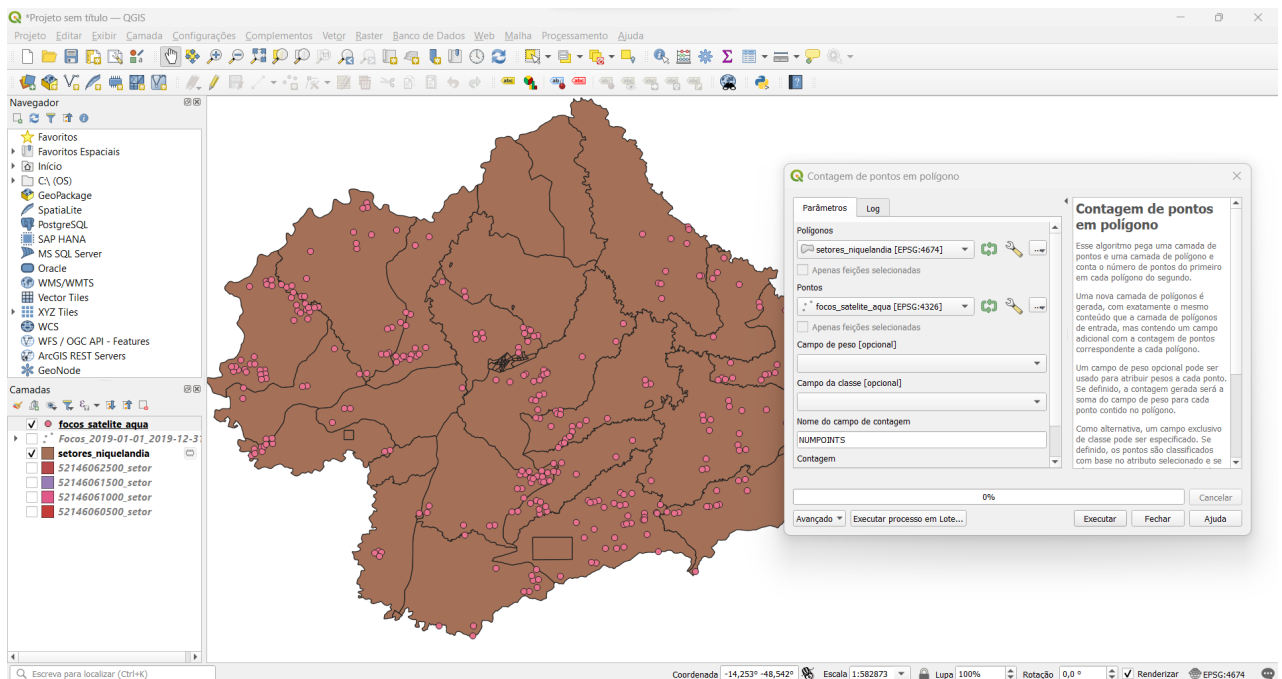 *Projeto sem título — QGIS
Projeto Editar Exibir Camada Configurações Complementos Vetor Raster Banco de Dados Web Malha Processamento Ajuda
Navegador
Favoritos
Favoritos Espaciais
Início
C:\ (OS)
GeoPackage
SpatiaLite
PostgreSQL
SAP HANA
MS SQL Server
Oracle
WMS/WMTS
Vector Tiles
XYZ Tiles
WCS
WFS / OGC API - Features
ArcGIS REST Servers
GeoNode
Camadas
focos_satelite_aqua
Focos_2019-01-01_2019-12-31
setores_niquelandia
52146062500_setor
52146061500_setor
52146061000_setor
52146060500_setor
Contagem de pontos em polígono
Parâmetros Log
Polígonos
setores_niquelandia [EPSG:4674]
Apenas feições selecionadas
Pontos
focos_satelite_aqua [EPSG:4326]
Apenas feições selecionadas
Campo de peso [opcional]
Campo da classe [opcional]
Nome do campo de contagem
NUMPOINTS
Contagem
Contagem de pontos
em polígono
Esse algoritmo pega uma camada de
pontos e uma camada de polígono e
conta o número de pontos do primeiro
em cada polígono do segundo.
Uma nova camada de polígonos é
gerada, com exatamente o mesmo
conteúdo que a camada de polígonos
de entrada, mas contendo um campo
adicional com a contagem de pontos
correspondente a cada polígono.
Um campo de peso opcional pode ser
usado para atribuir pesos a cada ponto.
Se definido, a contagem gerada será a
soma do campo de peso para cada
ponto contido no polígono.
Como alternativa, um campo exclusivo
de classe pode ser especificado. Se
definido, os pontos são classificados
com base no atributo selecionado e se
0%
Cancelar
Avançado Executar processo em Lote... Executar Fechar Ajuda
Escreva para localizar (Ctrl+K) Coordenada -14,253° -48,542° Escala 1:582873 Lupa 100% Rotação 0,0 ° Renderizar EPSG:4674